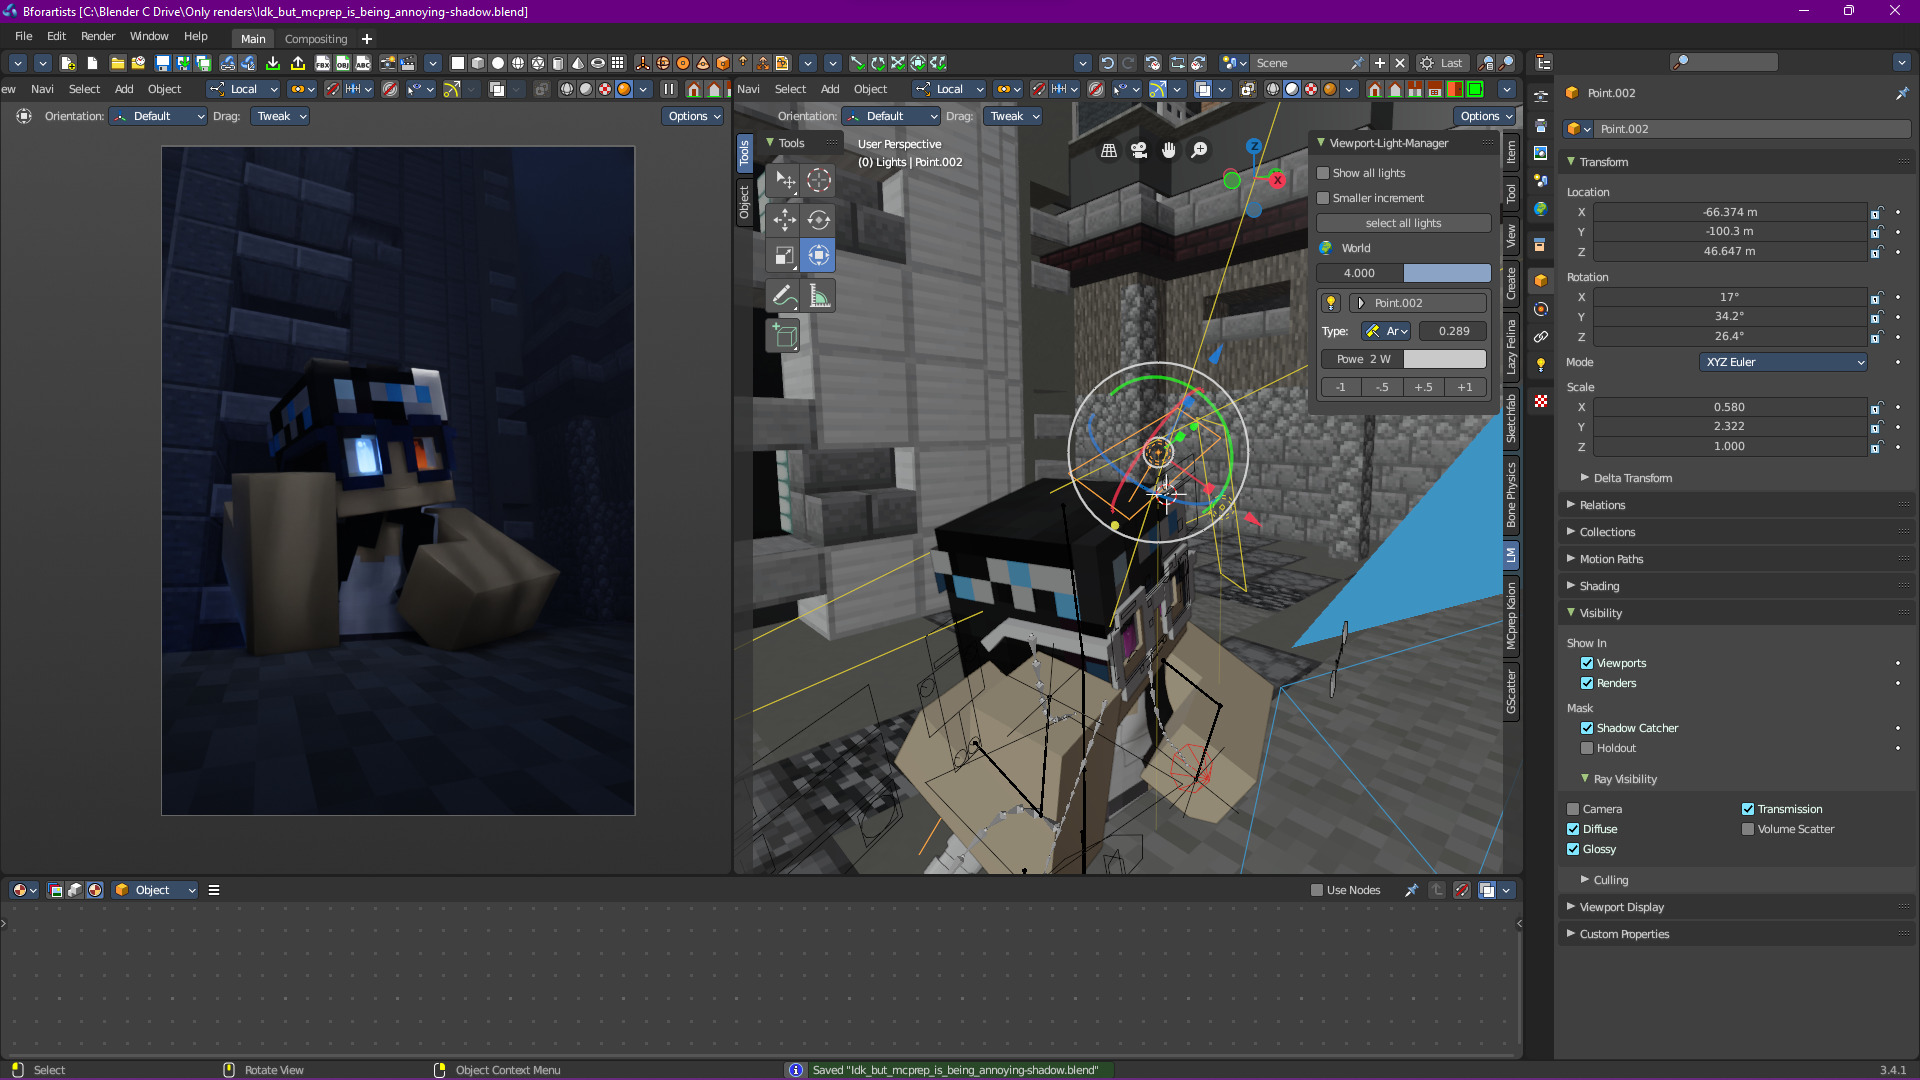 Bforartists [C:\Blender C Drive\Only renders\Idk_but_mcprep_is_being_annoying-shadow.blend]
File Edit Render Window Help Main Compositing
FBX OBJ ABC Scene Last
ew Navi Select Add Object Local
Navi Select Add Object Local
Orientation: Default Drag: Tweak Options
Orientation: Default Drag: Tweak Options
Tools
Object
Tools
User Perspective
(0) Lights | Point.002
Z
X
Viewport-Light-Manager
Show all lights
Smaller increment
select all lights
World
4.000
Point.002
Type: Ar 0.289
Powe 2 W
-1 -.5 +.5 +1
Item
Tool
View
Create
Lazy Felina
Sketchfab
Bone Physics
LM
MCprep Kaion
GScatter
Point.002
Point.002
Transform
Location
X -66.374 m
Y -100.3 m
Z 46.647 m
Rotation
X 17°
Y 34.2°
Z 26.4°
Mode XYZ Euler
Scale
X 0.580
Y 2.322
Z 1.000
Delta Transform
Relations
Collections
Motion Paths
Shading
Visibility
Show In
Viewports
Renders
Mask
Shadow Catcher
Holdout
Ray Visibility
Camera Transmission
Diffuse Volume Scatter
Glossy
Culling
Viewport Display
Custom Properties
Object Use Nodes
Select Rotate View Object Context Menu Saved "Idk_but_mcprep_is_being_annoying-shadow.blend" 3.4.1